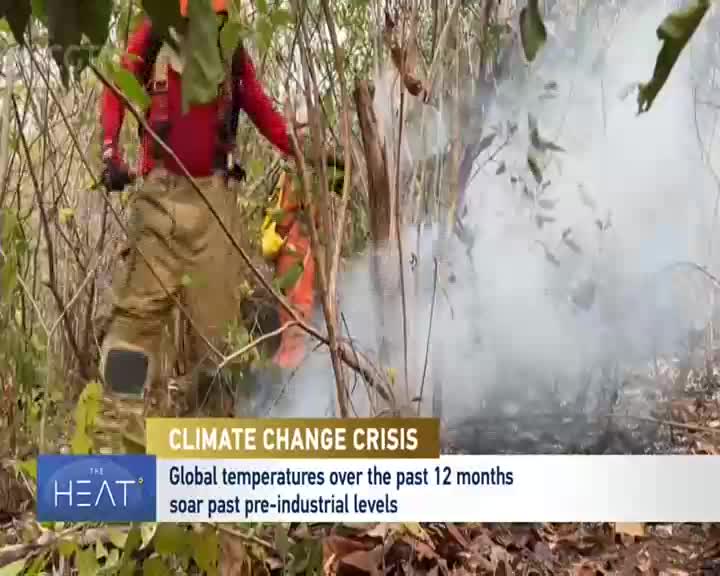 CLIMATE CHANGE CRISIS
THE
HEAT
Global temperatures over the past 12 months
soar past pre-industrial levels